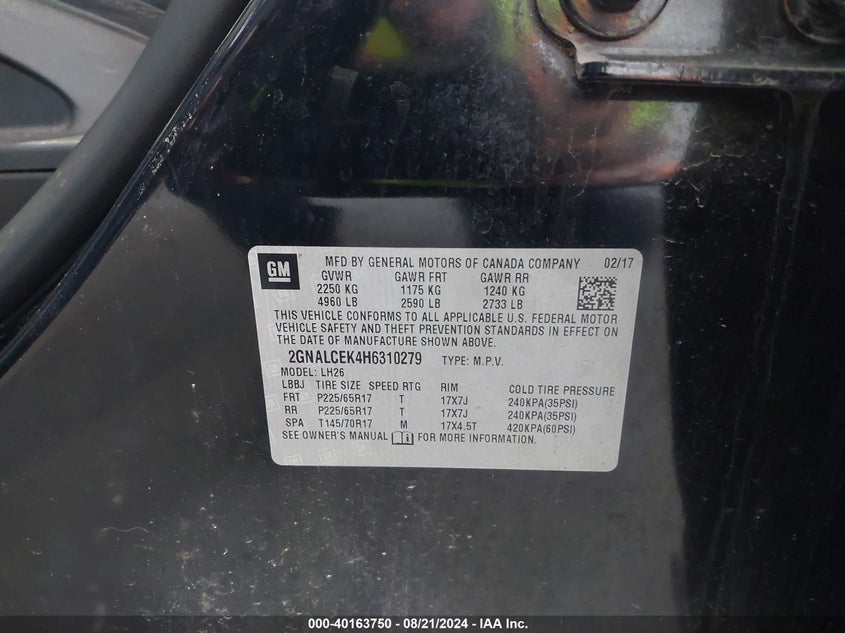 GM
MFD BY GENERAL MOTORS OF CANADA COMPANY 02/17
GVWR GAWR FRT GAWR RR
2250 KG 1175 KG 1240 KG
4960 LB 2590 LB 2733 LB
THIS VEHICLE CONFORMS TO ALL APPLICABLE U.S. FEDERAL MOTOR
VEHICLE SAFETY AND THEFT PREVENTION STANDARDS IN EFFECT ON
THE DATE OF MANUFACTURE SHOWN ABOVE.
2GNALCEK4H6310279 TYPE: M.P.V.
MODEL: LH26
LBBJ TIRE SIZE SPEED RTG RIM COLD TIRE PRESSURE
FRT P225/65R17 T 17X7J 240KPA(35PSI)
RR P225/65R17 T 17X7J 240KPA(35PSI)
SPA T145/70R17 M 17X4.5T 420KPA(60PSI)
SEE OWNER'S MANUAL FOR MORE INFORMATION.
000-40163750 — 08/21/2024 — IAA Inc.